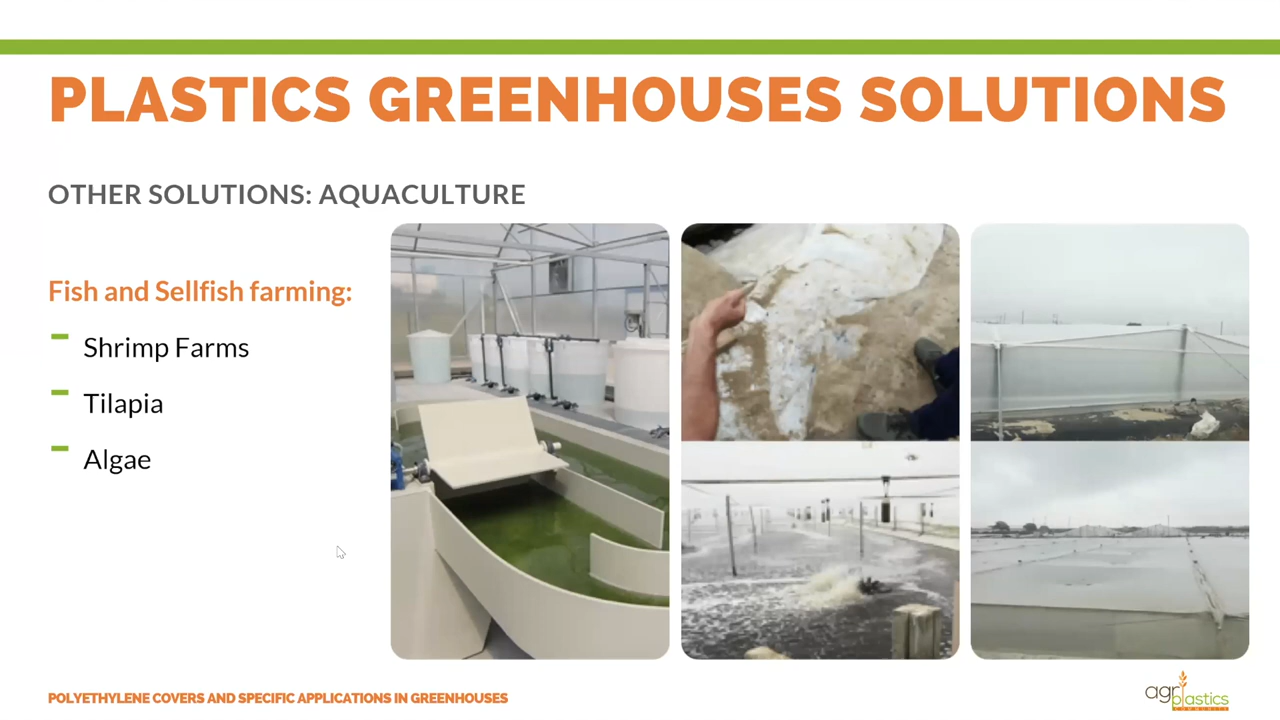 PLASTICS GREENHOUSES SOLUTIONS
OTHER SOLUTIONS: AQUACULTURE
Fish and Sellfish farming:
Shrimp Farms
Tilapia
Algae
POLYETHYLENE COVERS AND SPECIFIC APPLICATIONS IN GREENHOUSES
agriplastics
COMMUNITY